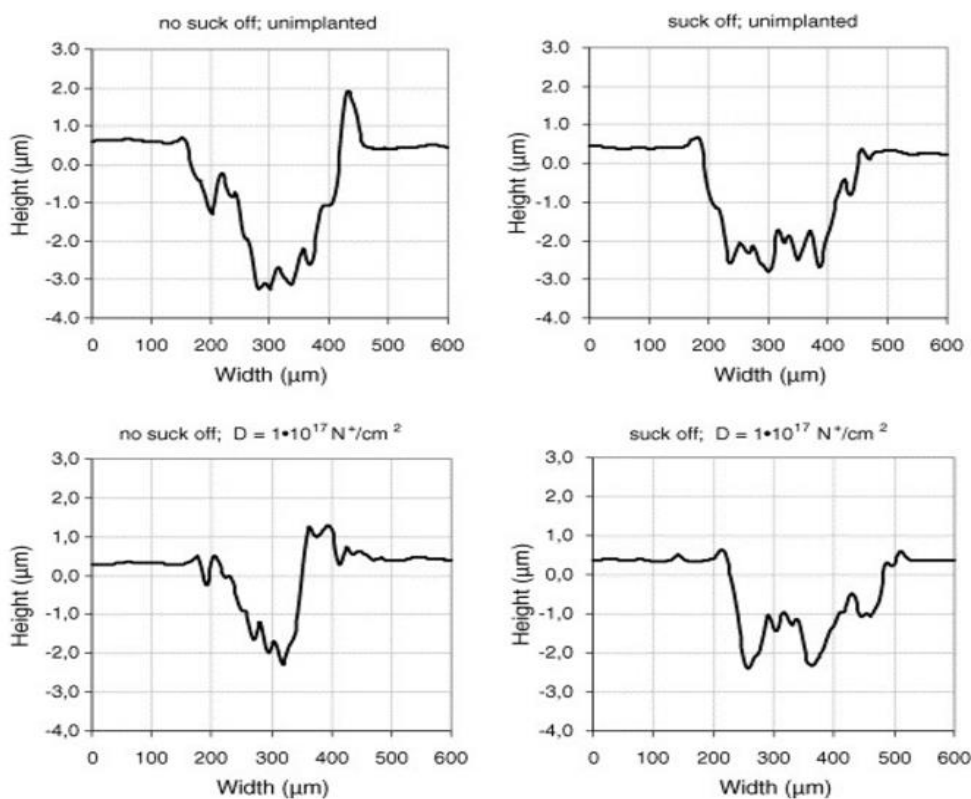 no suck off; unimplanted
3.0
2.0
1.0
0.0
-1.0
-2.0
-3.0
-4.0
Height (µm)
0 100 200 300 400 500 600
Width (µm)
suck off; unimplanted
3.0
2.0
1.0
0.0
-1.0
-2.0
-3.0
-4.0
Height (µm)
0 100 200 300 400 500 600
Width (µm)
no suck off; D = 1•10¹⁷ N⁺/cm ²
3,0
2,0
1,0
0,0
-1,0
-2,0
-3,0
-4,0
Height (µm)
0 100 200 300 400 500 600
Width (µm)
suck off; D = 1•10¹⁷ N⁺/cm ²
3,0
2,0
1,0
0,0
-1,0
-2,0
-3,0
-4,0
Height (µm)
0 100 200 300 400 500 600
Width (µm)